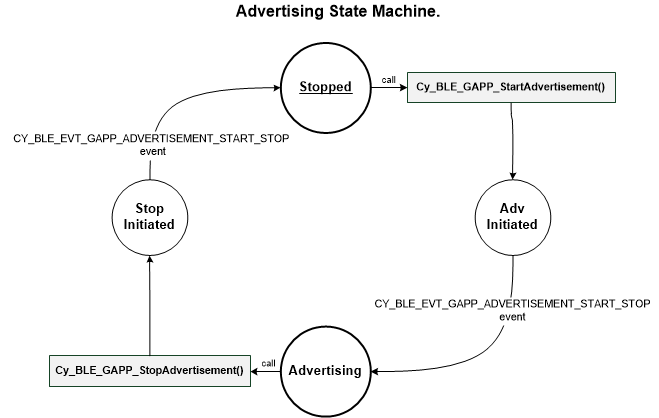 Advertising State Machine.
Stopped
call
Cy_BLE_GAPP_StartAdvertisement()
CY_BLE_EVT_GAPP_ADVERTISEMENT_START_STOP
event
Stop
Initiated
Adv
Initiated
CY_BLE_EVT_GAPP_ADVERTISEMENT_START_STOP
event
Cy_BLE_GAPP_StopAdvertisement()
call
Advertising